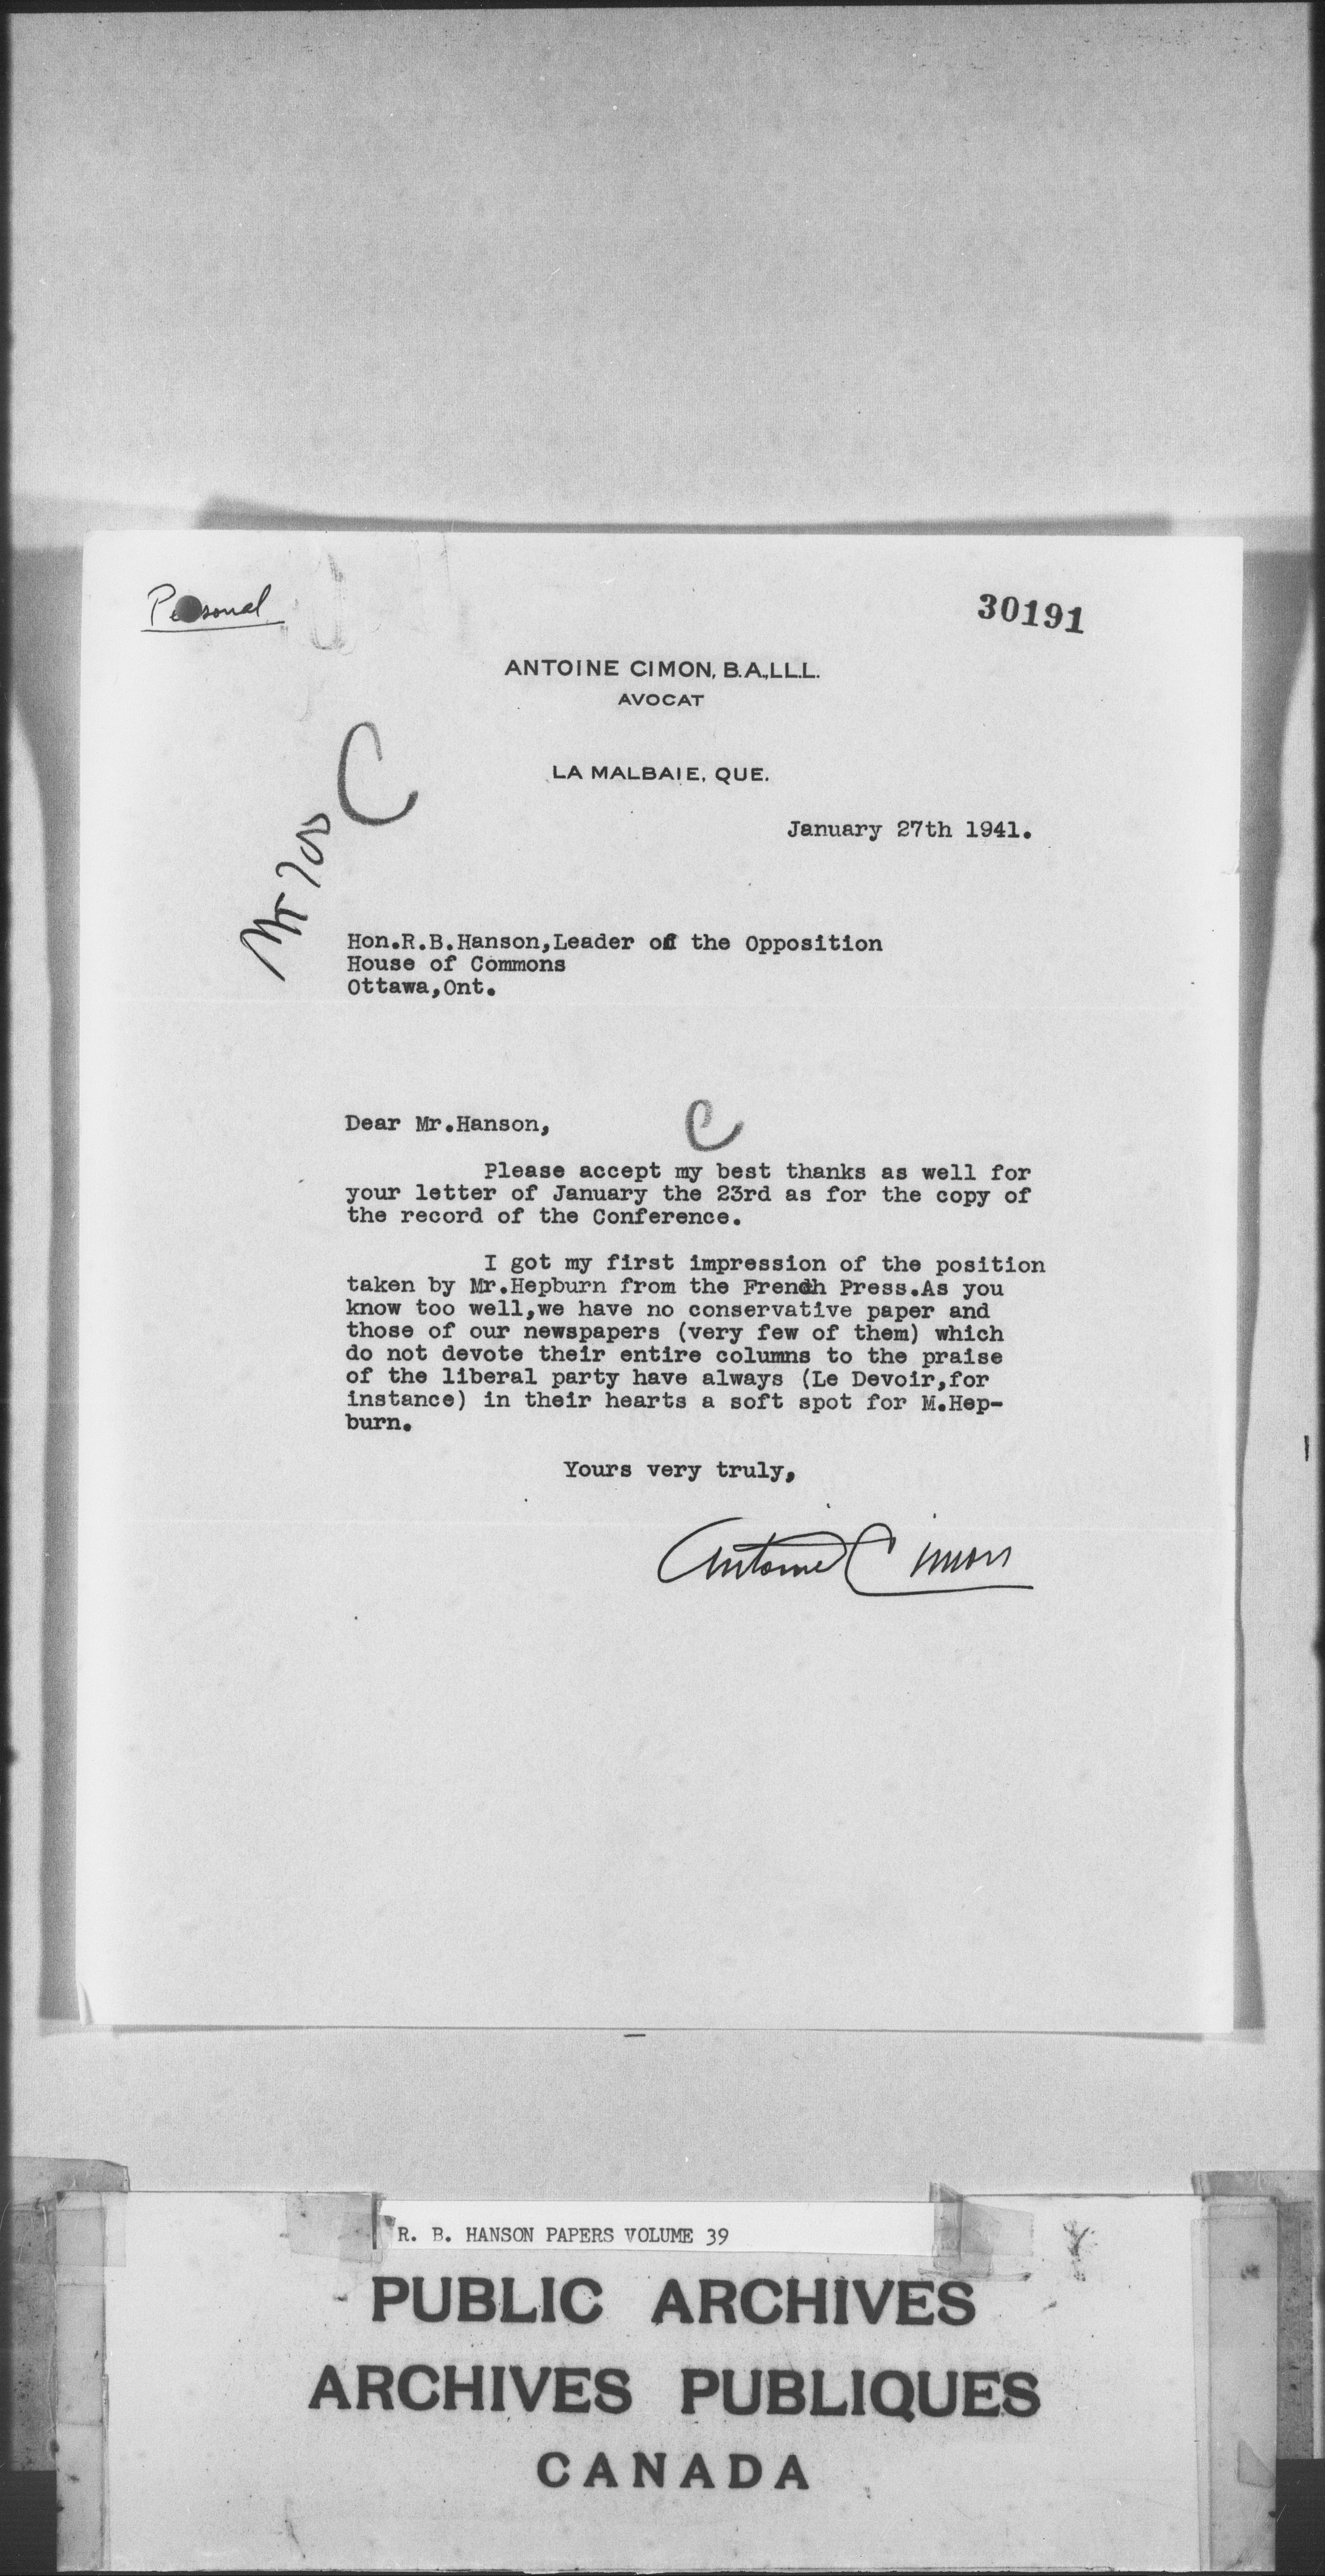 Personal
30191
ANTOINE CIMON, B.A.,LL.L.
AVOCAT
LA MALBAIE, QUE.
C
January 27th 1941.
Mr
Hon.R.B.Hanson,Leader of the Opposition
House of Commons
Ottawa,Ont.
Dear Mr.Hanson,
C
Please accept my best thanks as well for
your letter of January the 23rd as for the copy of
the record of the Conference.
I got my first impression of the position
taken by Mr.Hepburn from the French Press.As you
know too well,we have no conservative paper and
those of our newspapers (very few of them) which
do not devote their entire columns to the praise
of the liberal party have always (Le Devoir,for
instance) in their hearts a soft spot for M.Hep-
burn.
Yours very truly,
Antoine Cimon
R. B. HANSON PAPERS VOLUME 39
PUBLIC ARCHIVES
ARCHIVES PUBLIQUES
CANADA